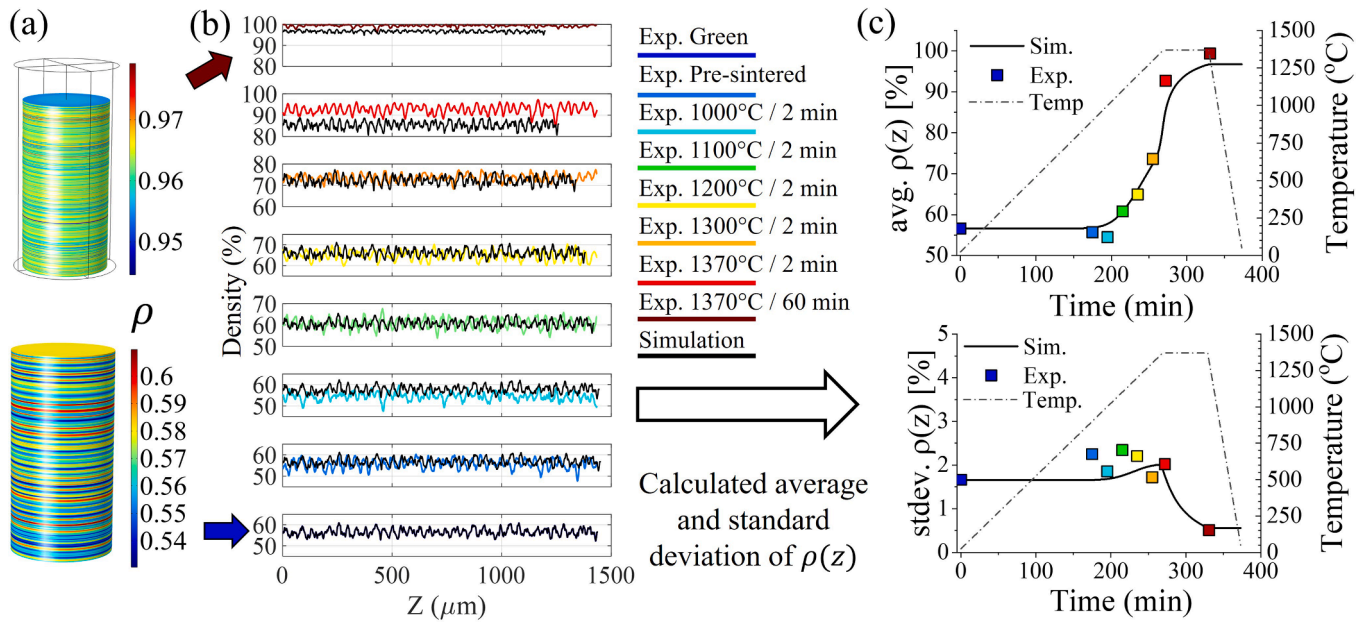 (a)
0.97
0.96
0.95
ρ
0.6
0.59
0.58
0.57
0.56
0.55
0.54
(b)
100
90
80
100
90
80
80
70
60
70
60
70
60
50
60
50
60
50
60
50
Density (%)
0 500 1000 1500
Z (μm)
Exp. Green
Exp. Pre-sintered
Exp. 1000°C / 2 min
Exp. 1100°C / 2 min
Exp. 1200°C / 2 min
Exp. 1300°C / 2 min
Exp. 1370°C / 2 min
Exp. 1370°C / 60 min
Simulation
Calculated average
and standard
deviation of ρ(z)
(c)
avg. ρ(z) [%]
100
95
90
85
80
75
70
65
60
55
50
Sim.
Exp.
Temp
1500
1250
1000
750
500
250
0
Temperature (°C)
0 100 200 300 400
Time (min)
stdev. ρ(z) [%]
5
4
3
2
1
0
Sim.
Exp.
Temp.
1500
1250
1000
750
500
250
0
Temperature (°C)
0 100 200 300 400
Time (min)